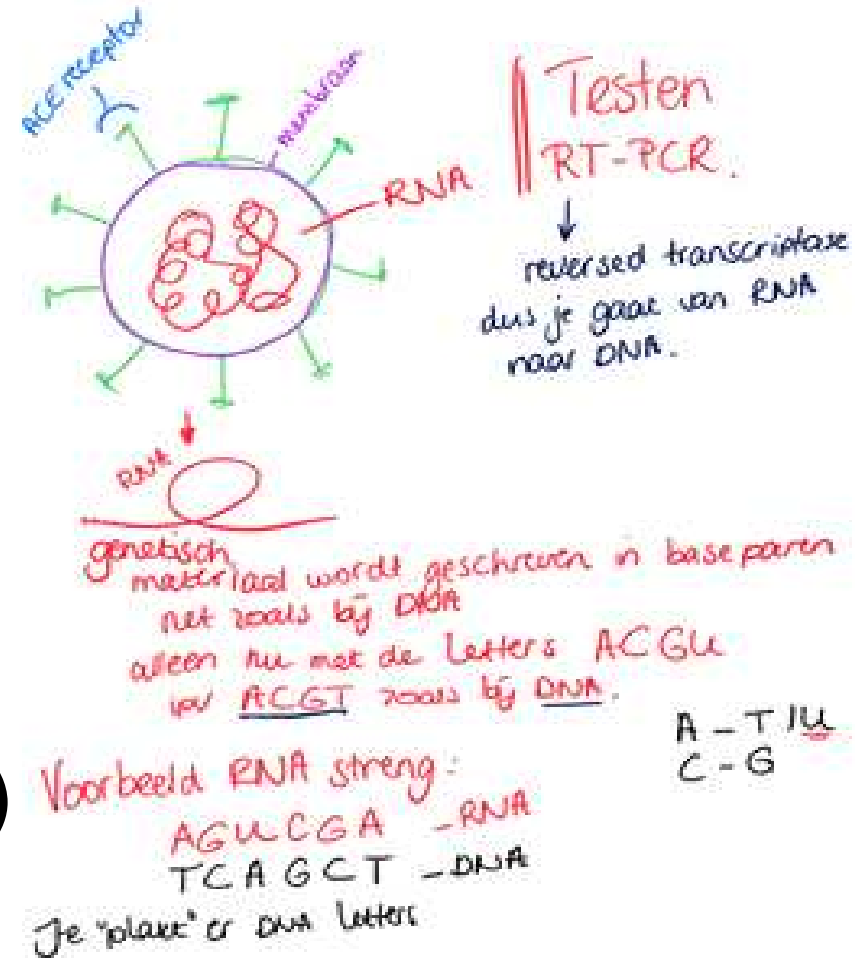 ACE receptor
membraan
RNA
Testen
RT-PCR.
reversed transcriptase
dus je gaat van RNA
naar DNA.
RNA
genetisch
materiaal wordt geschreven in baseparen
net zoals bij DNA
alleen nu met de letters ACGU
ipv ACGT zoals bij DNA.
A - T/U
C - G
Voorbeeld RNA streng:
AGUCGA - RNA
TCAGCT - DNA
Je "plakt" er DNA letters